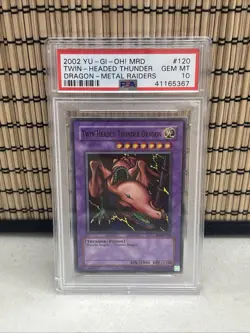 2002 YU-GI-OH! MRD #120
TWIN-HEADED THUNDER GEM MT
DRAGON-METAL RAIDERS 10
PSA 41165367
TWIN-HEADED THUNDER DRAGON